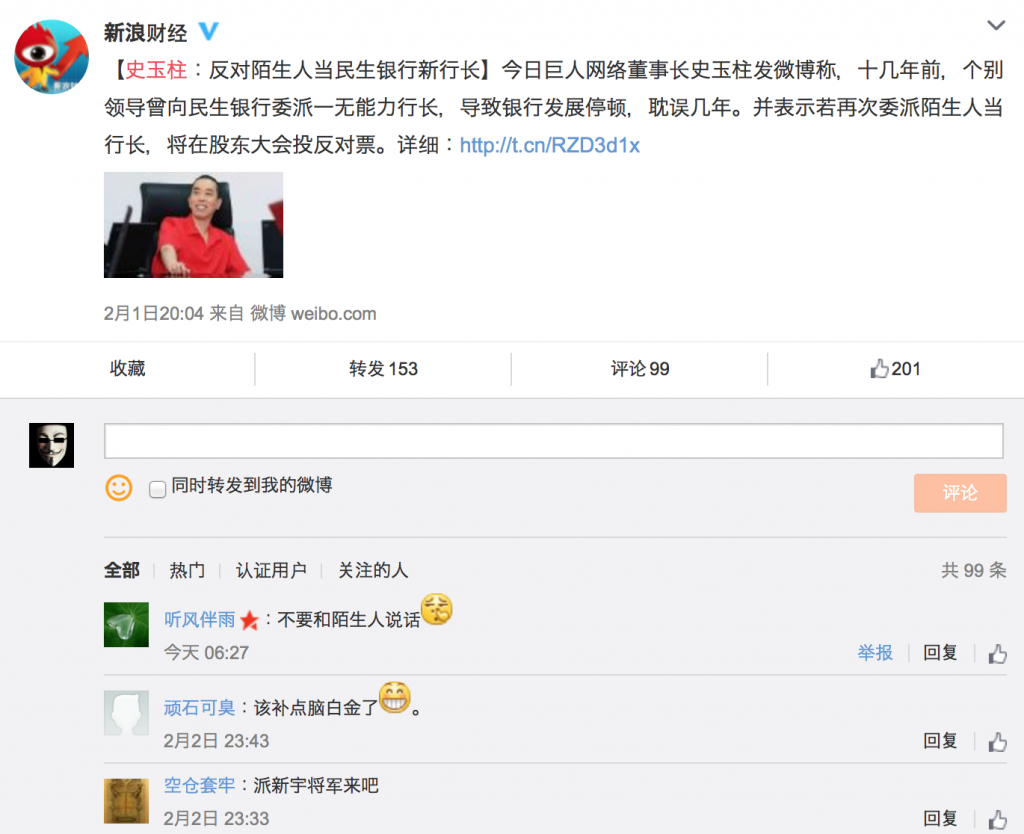 新浪财经
【史玉柱：反对陌生人当民生银行新行长】今日巨人网络董事长史玉柱发微博称，十几年前，个别
领导曾向民生银行委派一无能力行长，导致银行发展停顿，耽误几年。并表示若再次委派陌生人当
行长，将在股东大会投反对票。详细：http://t.cn/RZD3d1x
2月1日20:04 来自 微博 weibo.com
收藏 转发 153 评论 99 201
同时转发到我的微博 评论
全部 热门 认证用户 关注的人 共 99 条
听风伴雨：不要和陌生人说话
今天 06:27 举报 回复
顽石可臭：该补点脑白金了。
2月2日 23:43 回复
空仓套牢：派新宇将军来吧
2月2日 23:33 回复